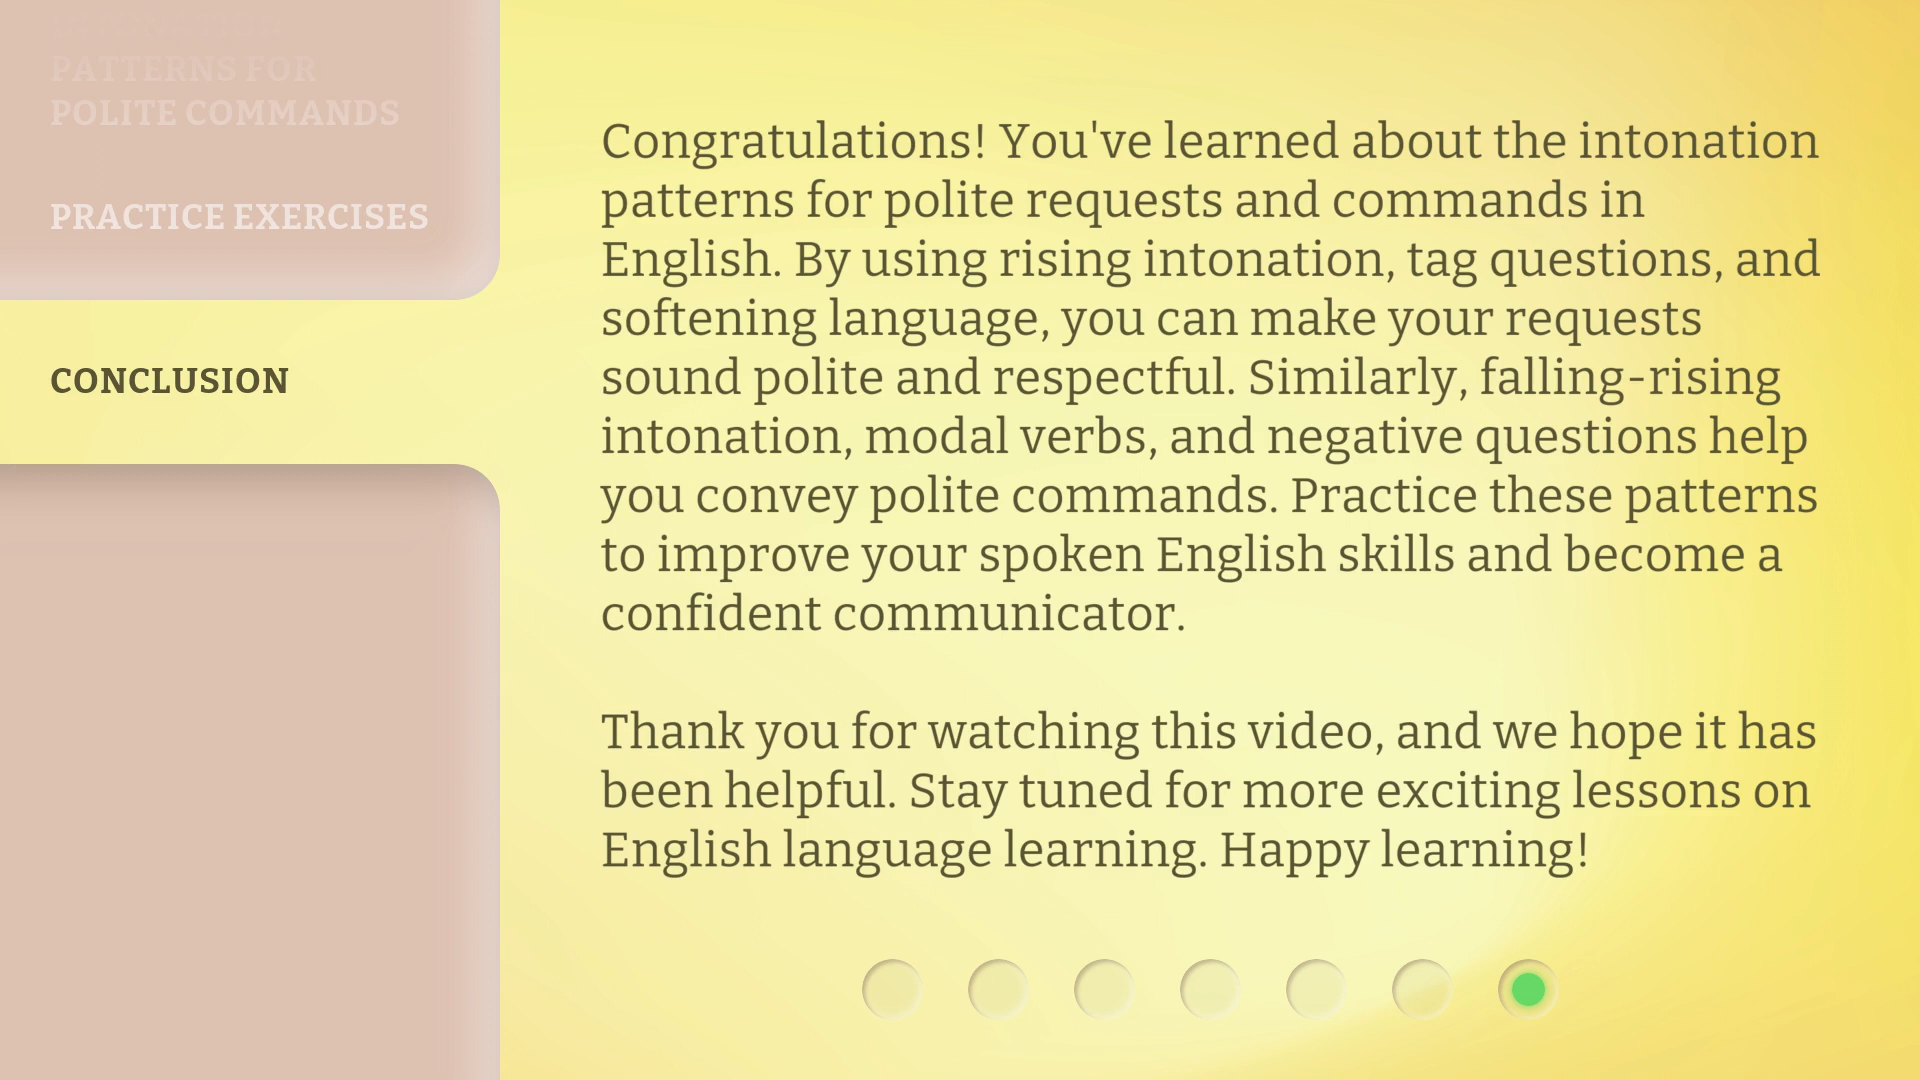 PATTERNS FOR
POLITE COMMANDS
PRACTICE EXERCISES
CONCLUSION
Congratulations! You've learned about the intonation
patterns for polite requests and commands in
English. By using rising intonation, tag questions, and
softening language, you can make your requests
sound polite and respectful. Similarly, falling-rising
intonation, modal verbs, and negative questions help
you convey polite commands. Practice these patterns
to improve your spoken English skills and become a
confident communicator.
Thank you for watching this video, and we hope it has
been helpful. Stay tuned for more exciting lessons on
English language learning. Happy learning!